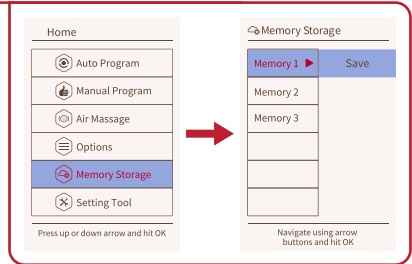 Home
Auto Program
Manual Program
Air Massage
Options
Memory Storage
Setting Tool
Press up or down arrow and hit OK
Memory Storage
Memory 1
Save
Memory 2
Memory 3
Navigate using arrow
buttons and hit OK